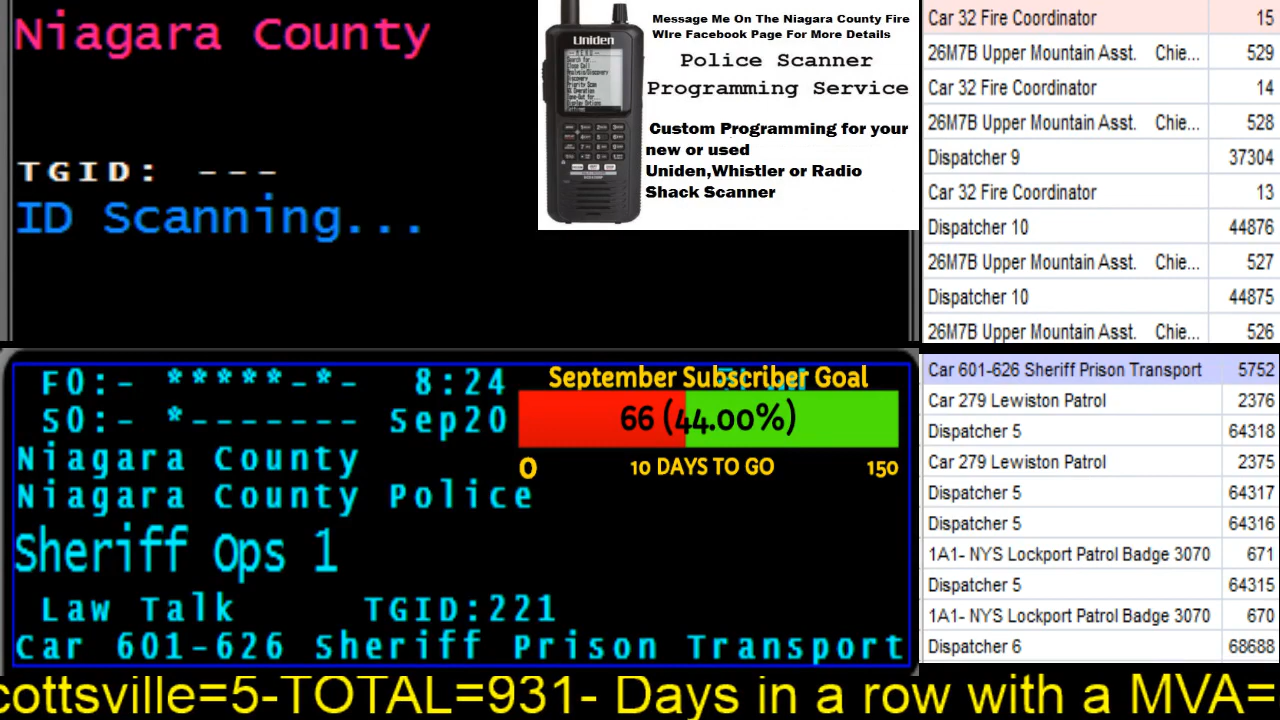 Niagara County
TGID: ---
ID Scanning...
Uniden
Message Me On The Niagara County Fire
WIre Facebook Page For More Details
Police Scanner
Programming Service
Custom Programming for your
new or used
Uniden,Whistler or Radio
Shack Scanner
Car 32 Fire Coordinator 15
26M7B Upper Mountain Asst. Chie... 529
Car 32 Fire Coordinator 14
26M7B Upper Mountain Asst. Chie... 528
Dispatcher 9 37304
Car 32 Fire Coordinator 13
Dispatcher 10 44876
26M7B Upper Mountain Asst. Chie... 527
Dispatcher 10 44875
26M7B Upper Mountain Asst. Chie... 526
F0:- *****-*- 8:24
S0:- *------- Sep20
Niagara County
Niagara County Police
Sheriff Ops 1
Law Talk TGID:221
Car 601-626 Sheriff Prison Transport
September Subscriber Goal
66 (44.00%)
0 10 DAYS TO GO 150
Car 601-626 Sheriff Prison Transport 5752
Car 279 Lewiston Patrol 2376
Dispatcher 5 64318
Car 279 Lewiston Patrol 2375
Dispatcher 5 64317
Dispatcher 5 64316
1A1- NYS Lockport Patrol Badge 3070 671
Dispatcher 5 64315
1A1- NYS Lockport Patrol Badge 3070 670
Dispatcher 6 68688
cottsville=5-TOTAL=931- Days in a row with a MVA=